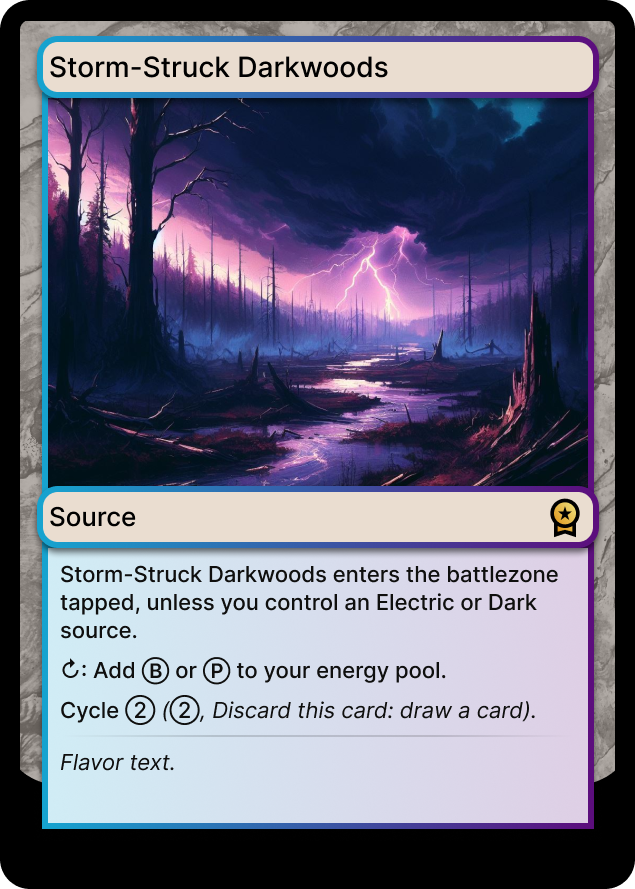 Storm-Struck Darkwoods
Source
Storm-Struck Darkwoods enters the battlezone
tapped, unless you control an Electric or Dark
source.
↻: Add Ⓑ or Ⓟ to your energy pool.
Cycle ② (②, Discard this card: draw a card).
Flavor text.